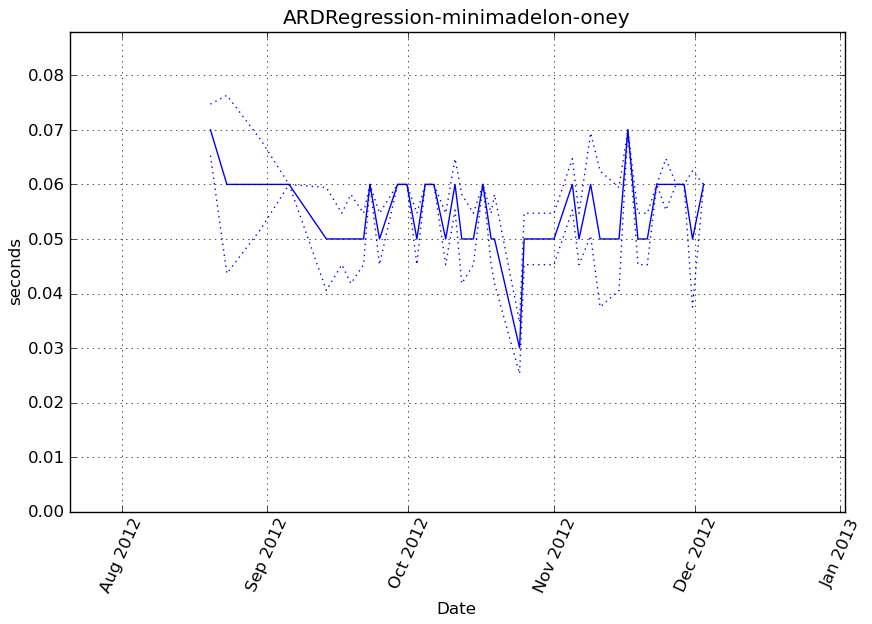 ARDRegression-minimadelon-oney
0.08
0.07
0.06
0.05
0.04
0.03
0.02
0.01
0.00
seconds
Aug 2012
Sep 2012
Oct 2012
Nov 2012
Dec 2012
Jan 2013
Date